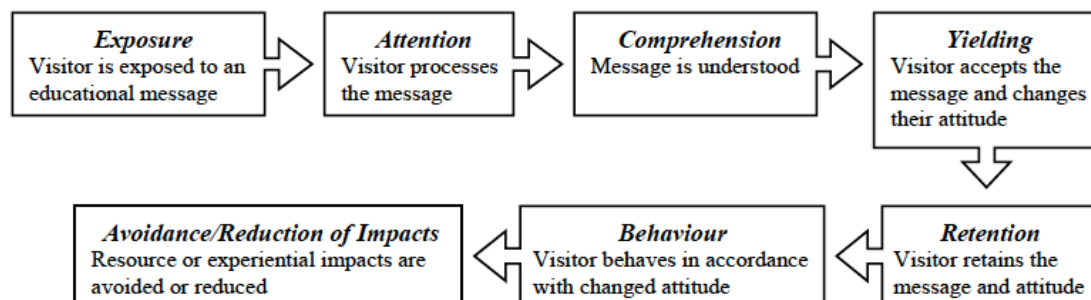 Exposure
Visitor is exposed to an
educational message
Attention
Visitor processes
the message
Comprehension
Message is understood
Yielding
Visitor accepts the
message and changes
their attitude
Retention
Visitor retains the
message and attitude
Behaviour
Visitor behaves in accordance
with changed attitude
Avoidance/Reduction of Impacts
Resource or experiential impacts are
avoided or reduced